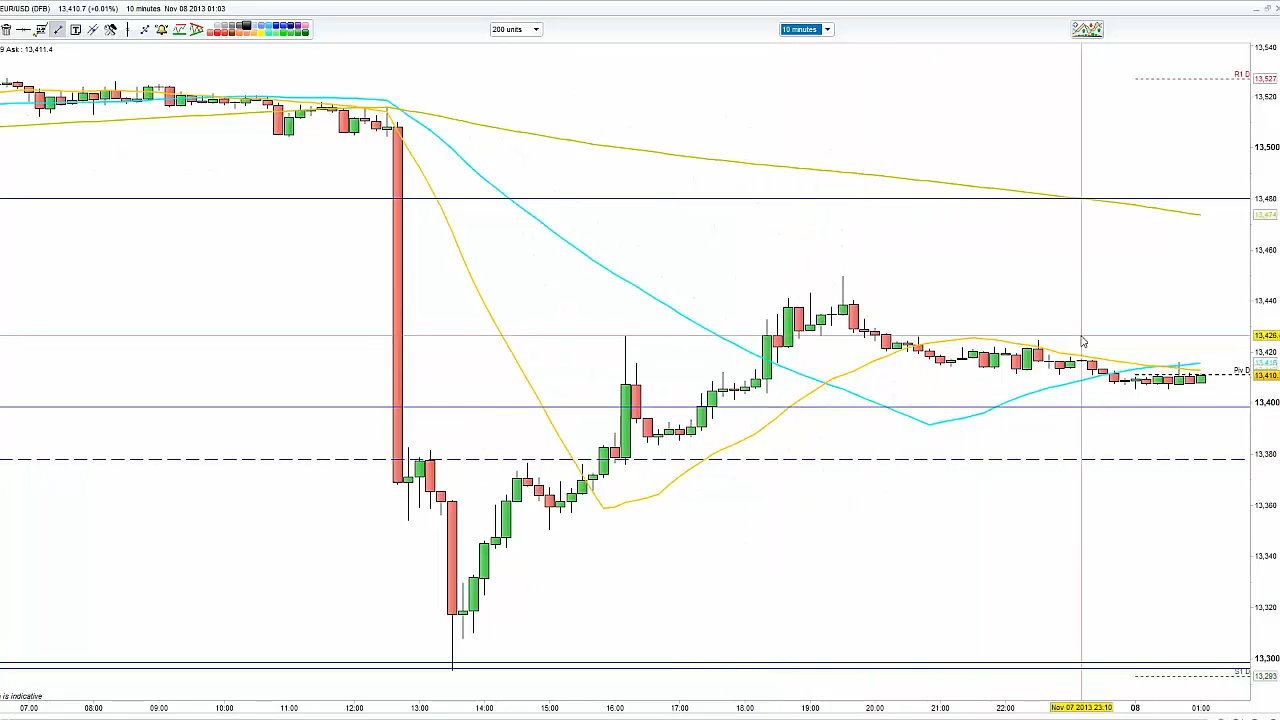 EUR/USD (DFB) 13,410.7 (+0.01%) 10 minutes Nov 08 2013 01:03
200 units
10 minutes
9 Ask : 13,411.4
13,540
R1 D
13,527
13,520
13,500
13,480
13,474
13,460
13,440
13,426.
13,420
Piv D
13,410.
13,400
13,380
13,360
13,340
13,320
13,300
S1 D
13,293
is indicative
07:00 08:00 09:00 10:00 11:00 12:00 13:00 14:00 15:00 16:00 17:00 18:00 19:00 20:00 21:00 22:00 Nov 07 2013 23:10 08 01:00